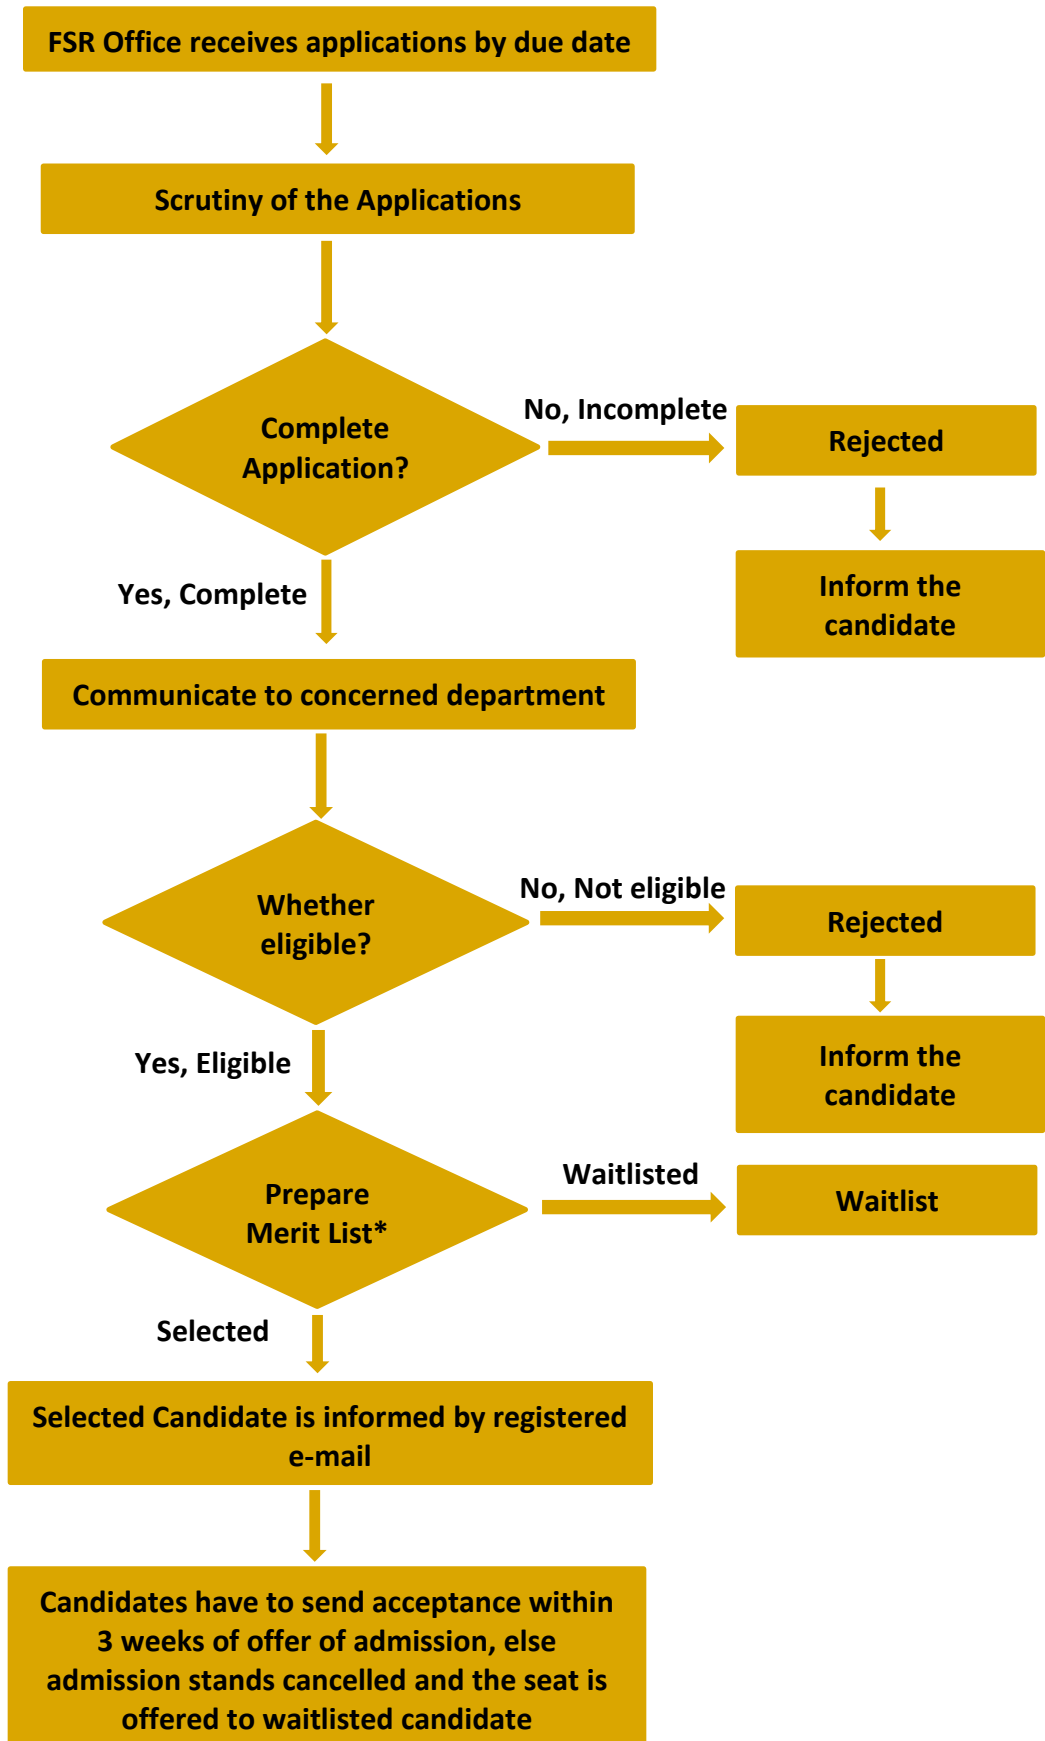 FSR Office receives applications by due date
Scrutiny of the Applications
Complete
Application?
No, Incomplete
Rejected
Inform the
candidate
Yes, Complete
Communicate to concerned department
Whether
eligible?
No, Not eligible
Rejected
Inform the
candidate
Yes, Eligible
Prepare
Merit List*
Waitlisted
Waitlist
Selected
Selected Candidate is informed by registered
e-mail
Candidates have to send acceptance within
3 weeks of offer of admission, else
admission stands cancelled and the seat is
offered to waitlisted candidate